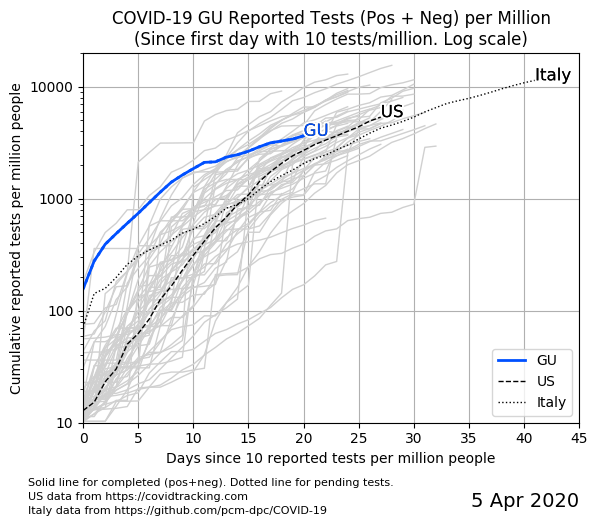 COVID-19 GU Reported Tests (Pos + Neg) per Million
(Since first day with 10 tests/million. Log scale)
Cumulative reported tests per million people
10000
1000
100
10
Italy
US
GU
GU
US
Italy
0 5 10 15 20 25 30 35 40 45
Days since 10 reported tests per million people
Solid line for completed (pos+neg). Dotted line for pending tests.
US data from https://covidtracking.com
Italy data from https://github.com/pcm-dpc/COVID-19
5 Apr 2020